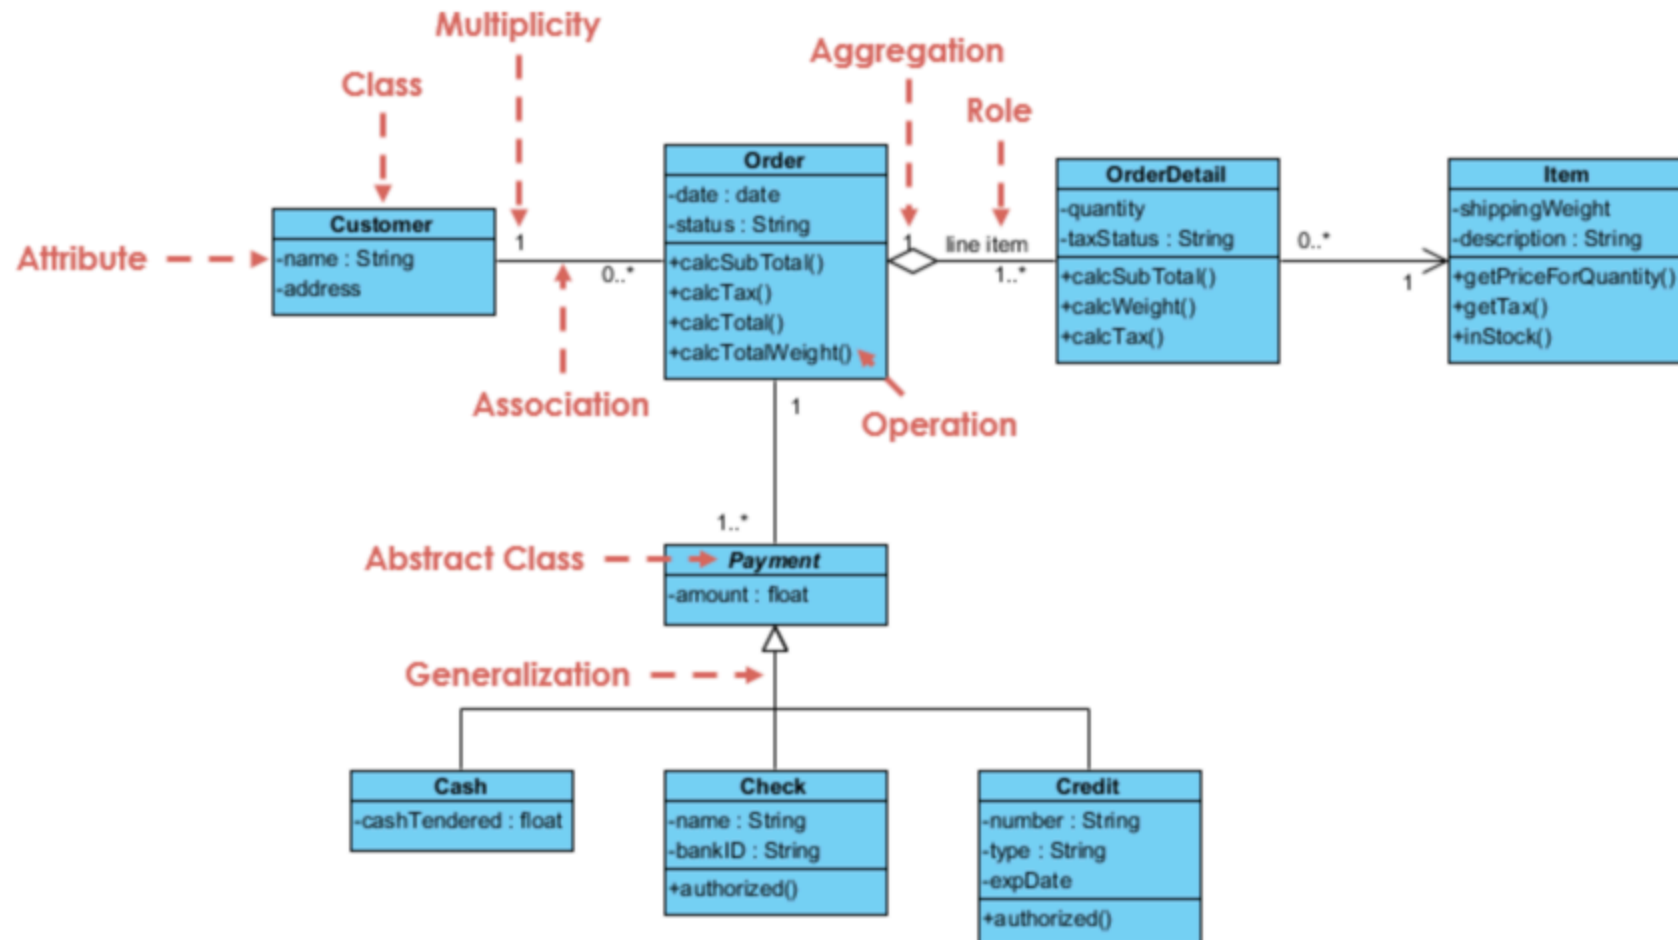 Multiplicity
Aggregation
Class
Role
Order
-date : date
-status : String
+calcSubTotal()
+calcTax()
+calcTotal()
+calcTotalWeight()
OrderDetail
-quantity
-taxStatus : String
+calcSubTotal()
+calcWeight()
+calcTax()
Item
-shippingWeight
-description : String
+getPriceForQuantity()
+getTax()
+inStock()
Customer
-name : String
-address
Attribute
1
0..*
1
line item
1..*
0..*
1
Association
Operation
1
1..*
Abstract Class
Payment
-amount : float
Generalization
Cash
-cashTendered : float
Check
-name : String
-bankID : String
+authorized()
Credit
-number : String
-type : String
-expDate
+authorized()